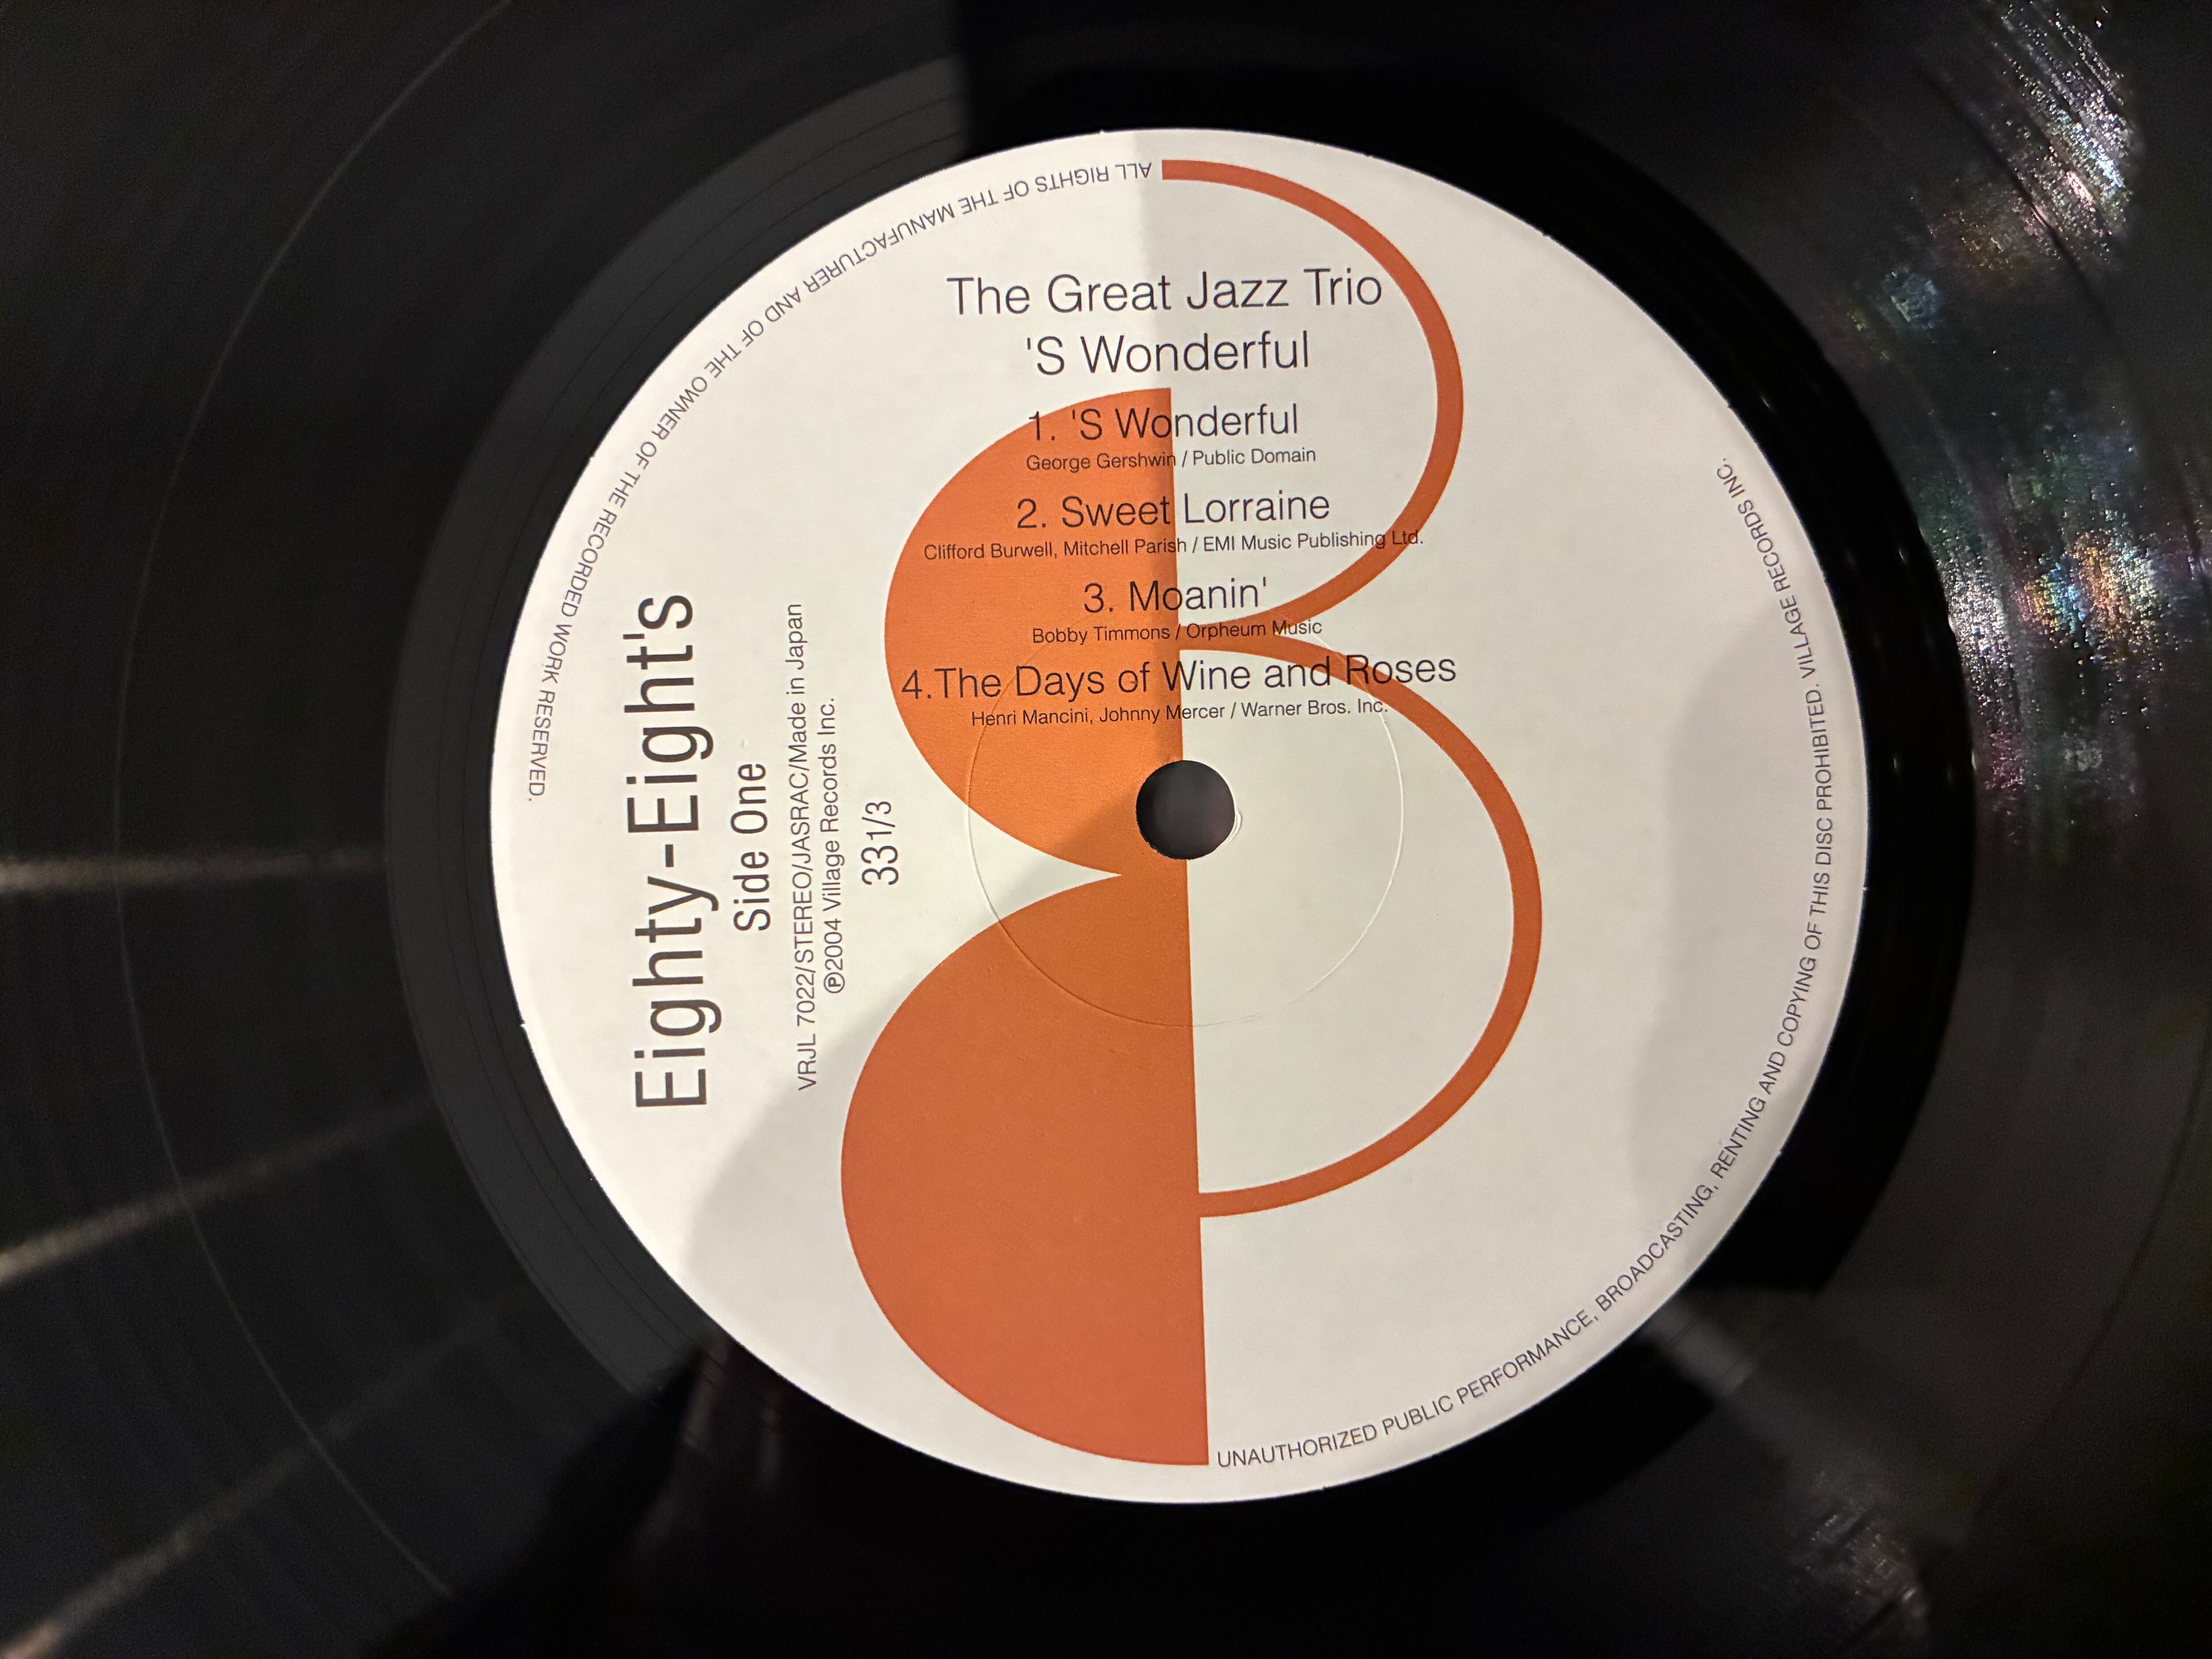 The Great Jazz Trio
'S Wonderful
1. 'S Wonderful
George Gershwin / Public Domain
2. Sweet Lorraine
Clifford Burwell, Mitchell Parish / EMI Music Publishing Ltd.
3. Moanin'
Bobby Timmons / Orpheum Music
4.The Days of Wine and Roses
Henri Mancini, Johnny Mercer / Warner Bros. Inc.
Eighty-Eight's
Side One
VRJL 7022/STEREO/JASRAC/Made in Japan
℗2004 Village Records Inc.
33 1/3
ALL RIGHTS OF THE MANUFACTURER AND OF THE OWNER OF THE RECORDED WORK RESERVED.
UNAUTHORIZED PUBLIC PERFORMANCE, BROADCASTING, RENTING AND COPYING OF THIS DISC PROHIBITED. VILLAGE RECORDS INC.